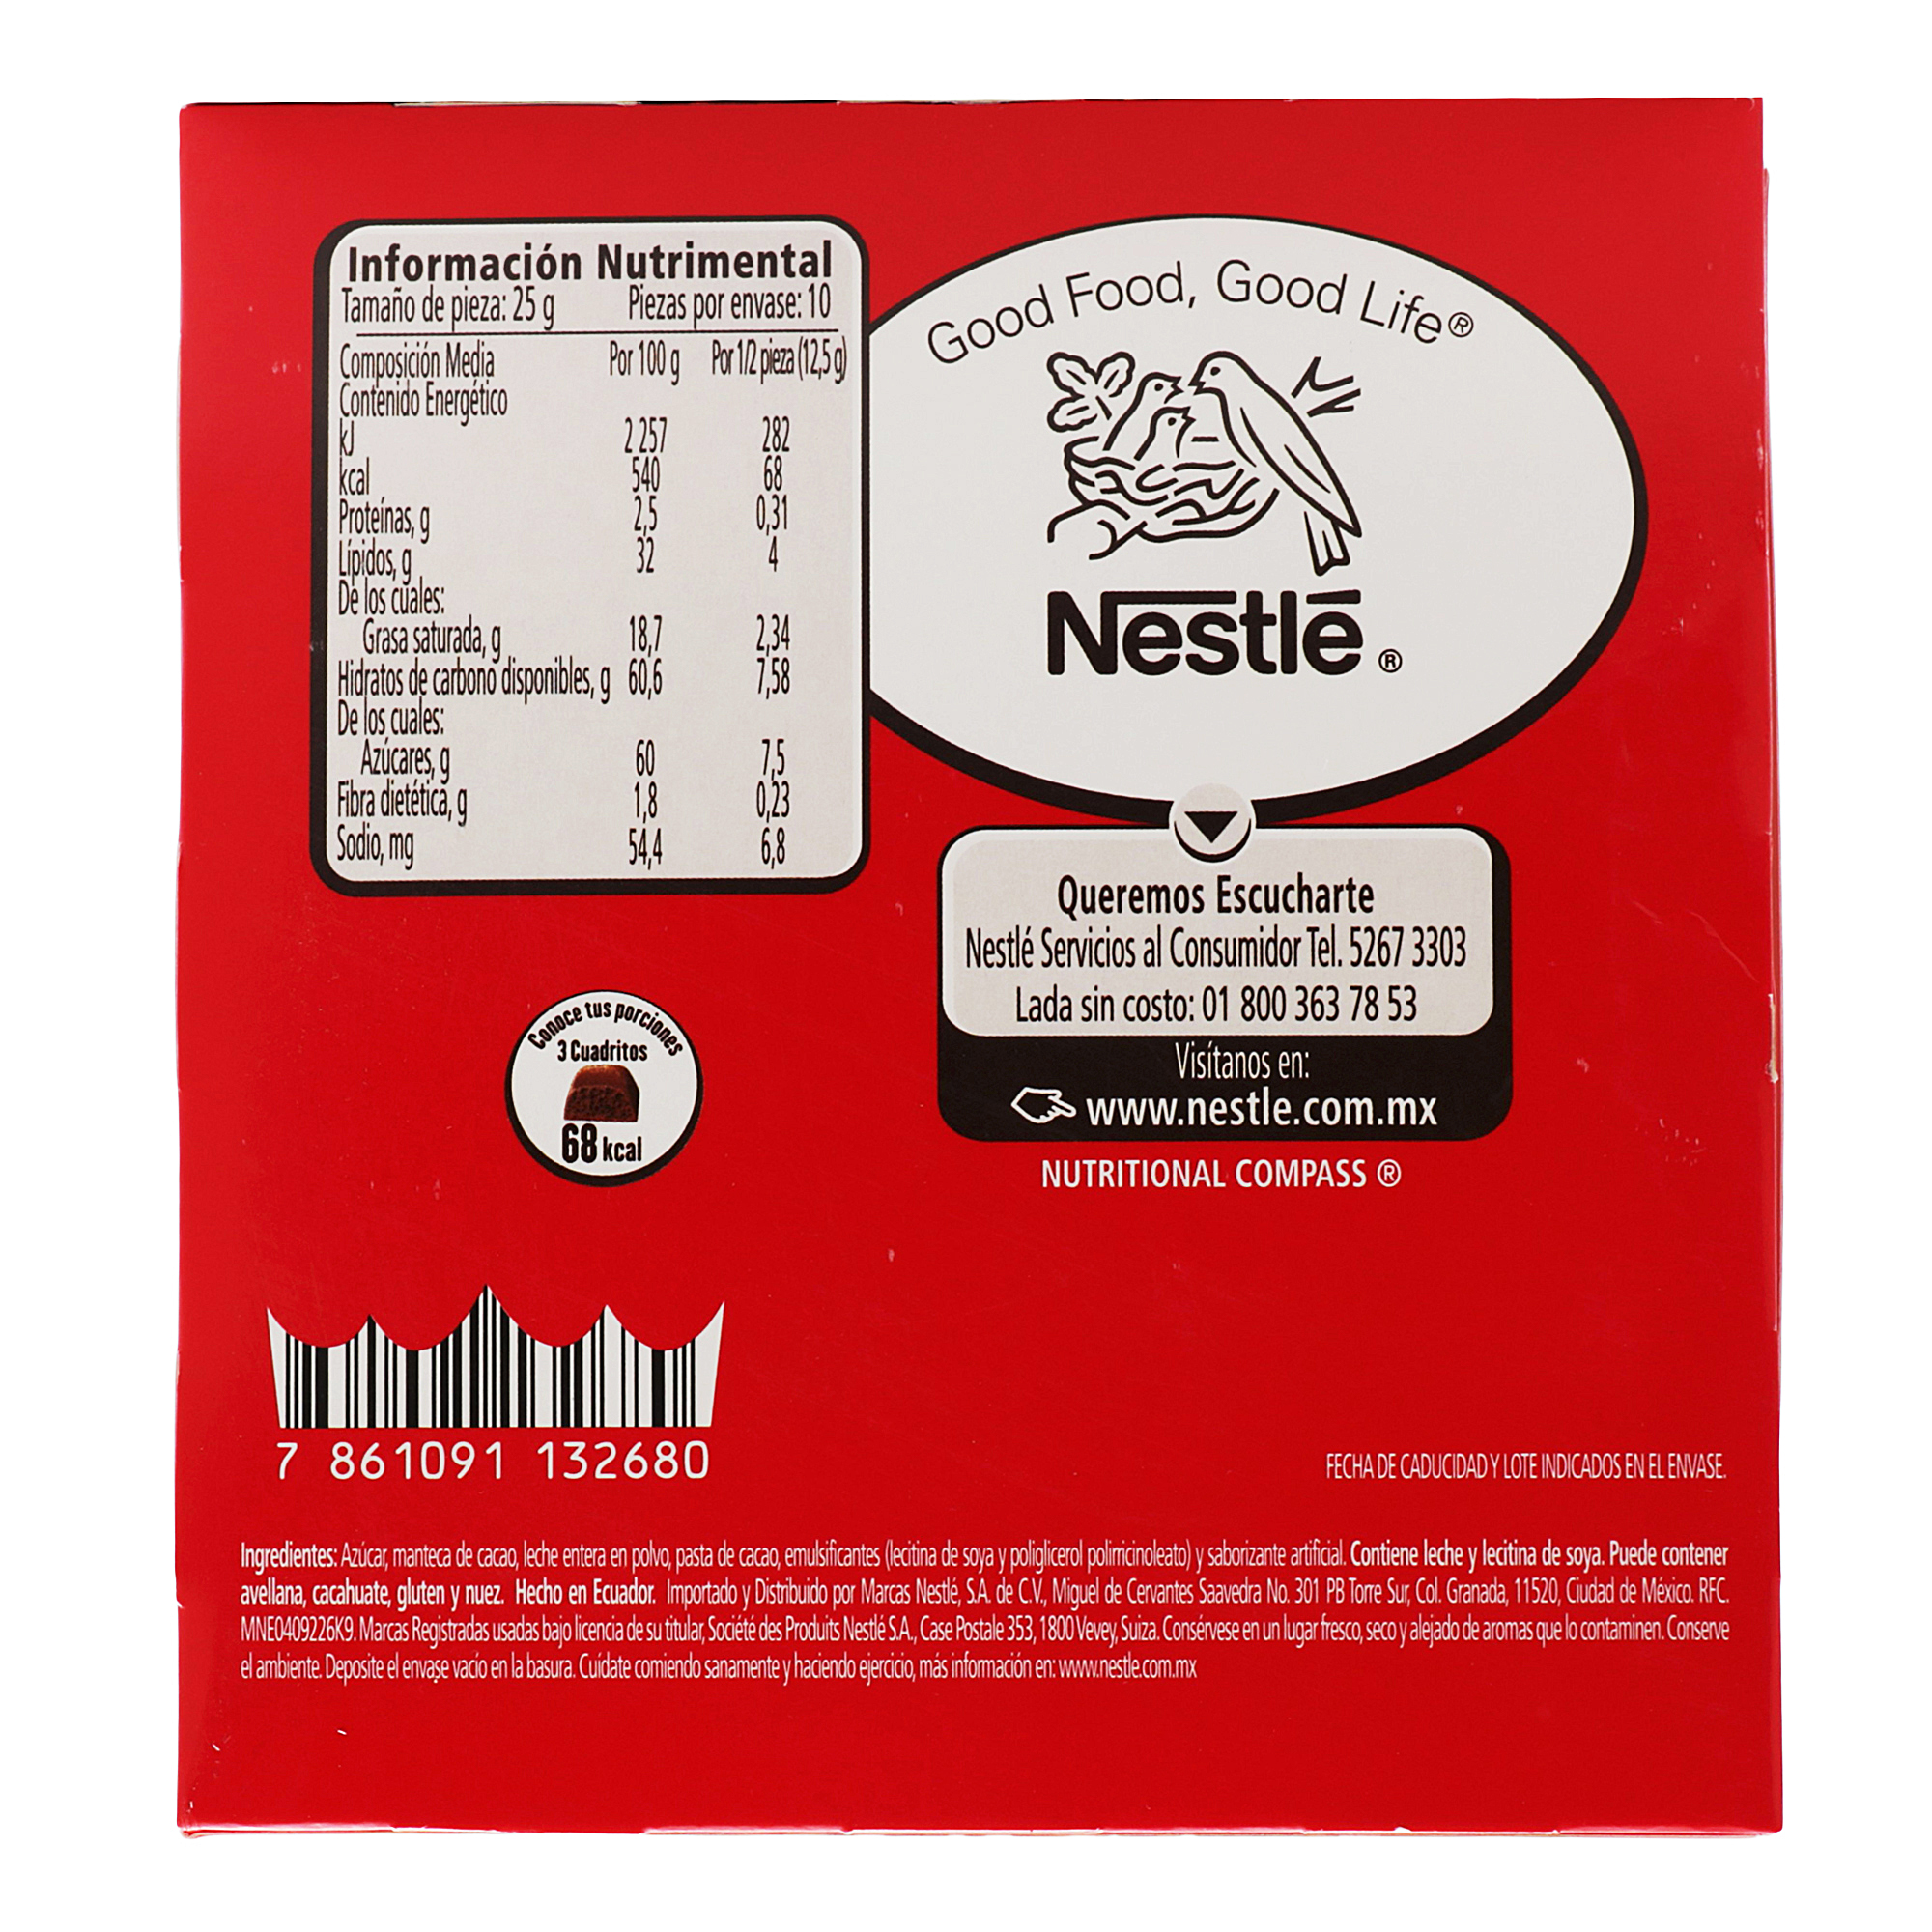 Información Nutrimental
Tamaño de pieza: 25 g Piezas por envase: 10
Composición Media Por 100 g Por 1/2 pieza (12,5 g)
Contenido Energético
kJ 2 257 282
kcal 540 68
Proteínas, g 2,5 0,31
Lípidos, g 32 4
De los cuales:
Grasa saturada, g 18,7 2,34
Hidratos de carbono disponibles, g 60,6 7,58
De los cuales:
Azúcares, g 60 7,5
Fibra dietética, g 1,8 0,23
Sodio, mg 54,4 6,8
Good Food, Good Life®
Nestlé®
Queremos Escucharte
Nestlé Servicios al Consumidor Tel. 5267 3303
Lada sin costo: 01 800 363 78 53
Visítanos en:
www.nestle.com.mx
NUTRITIONAL COMPASS ®
Conoce tus porciones
3 Cuadritos
68 kcal
7 861091 132680
FECHA DE CADUCIDAD Y LOTE INDICADOS EN EL ENVASE.
Ingredientes: Azúcar, manteca de cacao, leche entera en polvo, pasta de cacao, emulsificantes (lecitina de soya y poliglicerol polirricinoleato) y saborizante artificial. Contiene leche y lecitina de soya. Puede contener
avellana, cacahuate, gluten y nuez. Hecho en Ecuador. Importado y Distribuido por Marcas Nestlé, S.A. de C.V., Miguel de Cervantes Saavedra No. 301 PB Torre Sur, Col. Granada, 11520, Ciudad de México. RFC.
MNE0409226K9. Marcas Registradas usadas bajo licencia de su titular, Société des Produits Nestlé S.A., Case Postale 353, 1800 Vevey, Suiza. Consérvese en un lugar fresco, seco y alejado de aromas que lo contaminen. Conserve
el ambiente. Deposite el envase vacío en la basura. Cuídate comiendo sanamente y haciendo ejercicio, más información en: www.nestle.com.mx